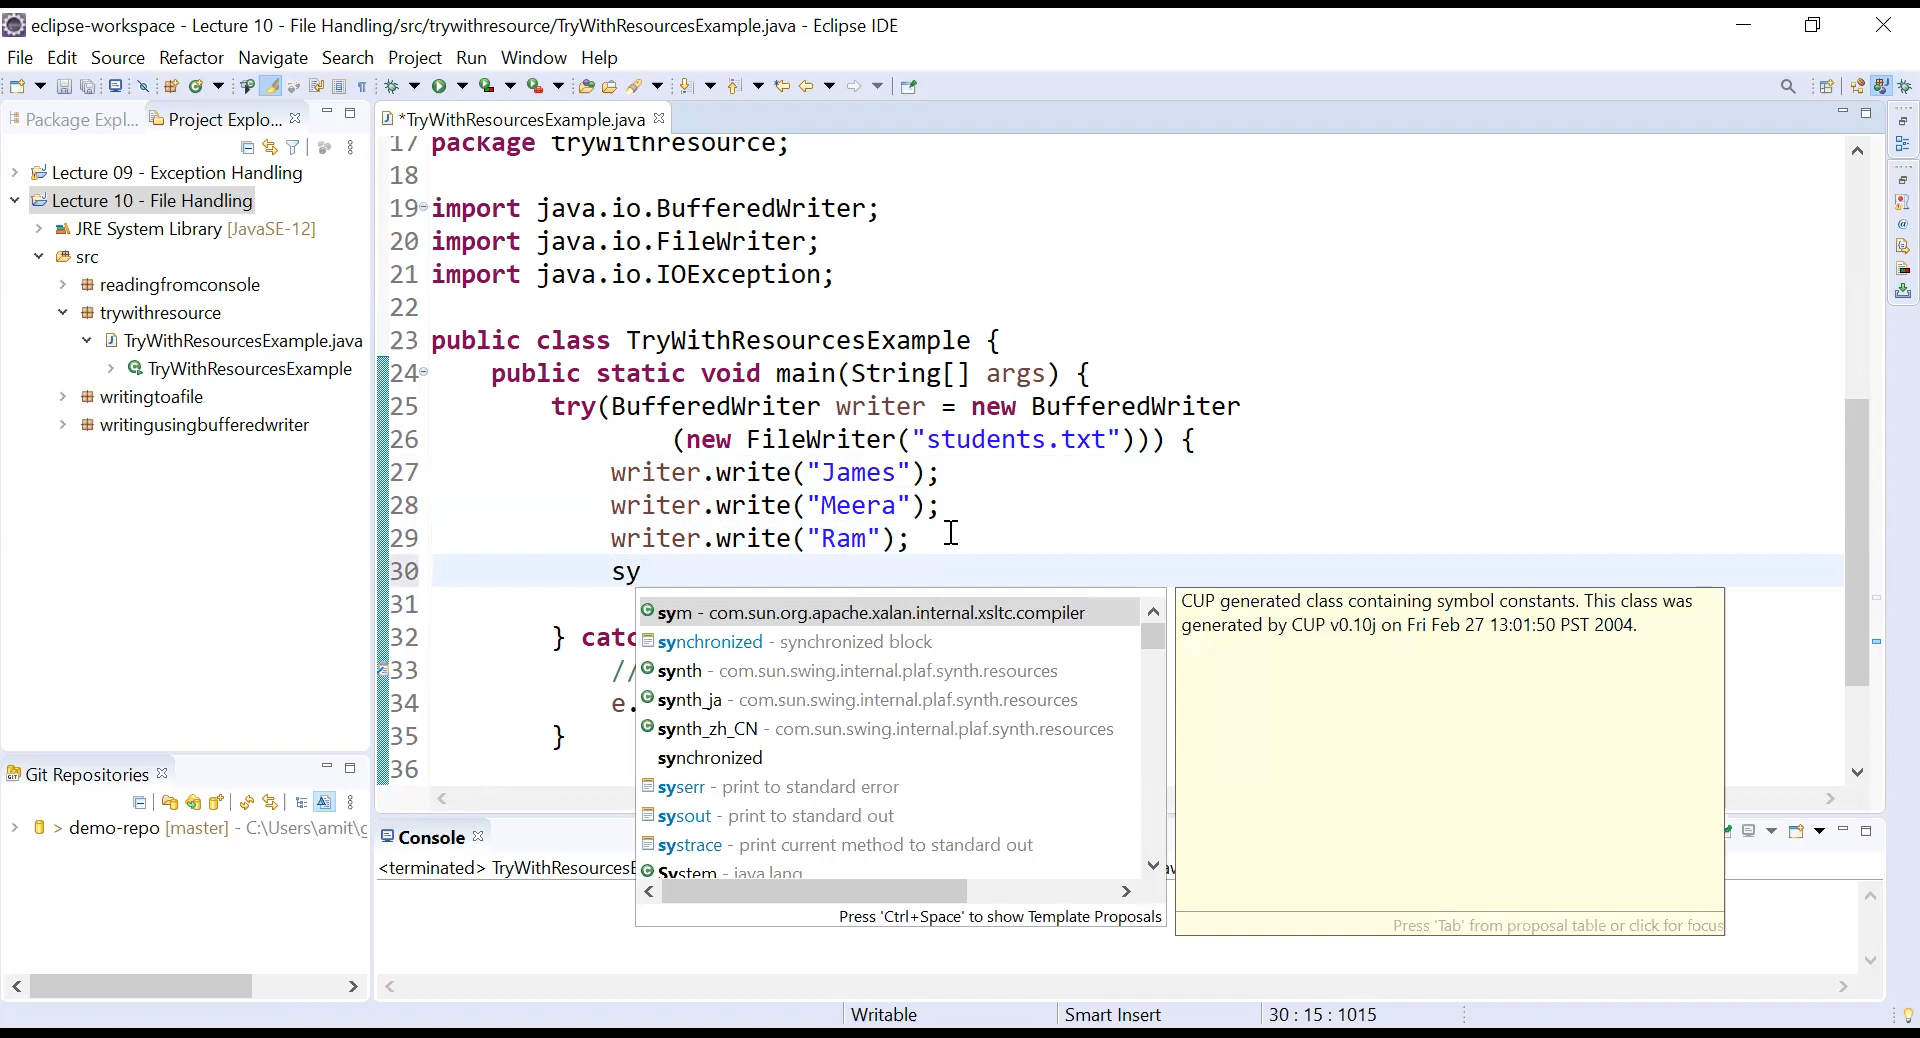 eclipse-workspace - Lecture 10 - File Handling/src/trywithresource/TryWithResourcesExample.java - Eclipse IDE
File Edit Source Refactor Navigate Search Project Run Window Help
Package Expl...
Project Explo...
*TryWithResourcesExample.java
Lecture 09 - Exception Handling
Lecture 10 - File Handling
JRE System Library [JavaSE-12]
src
readingfromconsole
trywithresource
TryWithResourcesExample.java
TryWithResourcesExample
writingtoafile
writingusingbufferedwriter
17 package trywithresource;
18
19 import java.io.BufferedWriter;
20 import java.io.FileWriter;
21 import java.io.IOException;
22
23 public class TryWithResourcesExample {
24 public static void main(String[] args) {
25 try(BufferedWriter writer = new BufferedWriter
26 (new FileWriter("students.txt"))) {
27 writer.write("James");
28 writer.write("Meera");
29 writer.write("Ram");
30 sy
31
32 } catc
33 //
34 e.
35 }
36
sym - com.sun.org.apache.xalan.internal.xsltc.compiler
synchronized - synchronized block
synth - com.sun.swing.internal.plaf.synth.resources
synth_ja - com.sun.swing.internal.plaf.synth.resources
synth_zh_CN - com.sun.swing.internal.plaf.synth.resources
synchronized
syserr - print to standard error
sysout - print to standard out
systrace - print current method to standard out
System - java.lang
Press 'Ctrl+Space' to show Template Proposals
CUP generated class containing symbol constants. This class was
generated by CUP v0.10j on Fri Feb 27 13:01:50 PST 2004.
Press 'Tab' from proposal table or click for focus
Git Repositories
> demo-repo [master] - C:\Users\amit\g
Console
<terminated> TryWithResourcesE
Writable
Smart Insert
30 : 15 : 1015